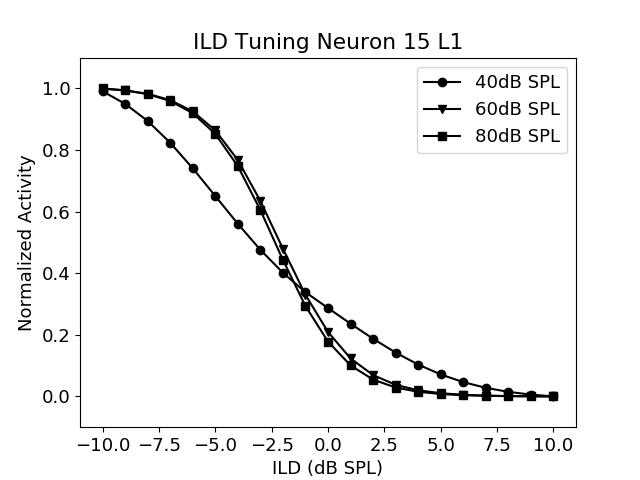 ILD Tuning Neuron 15 L1
40dB SPL
60dB SPL
80dB SPL
Normalized Activity
1.0
0.8
0.6
0.4
0.2
0.0
−10.0 −7.5 −5.0 −2.5 0.0 2.5 5.0 7.5 10.0
ILD (dB SPL)